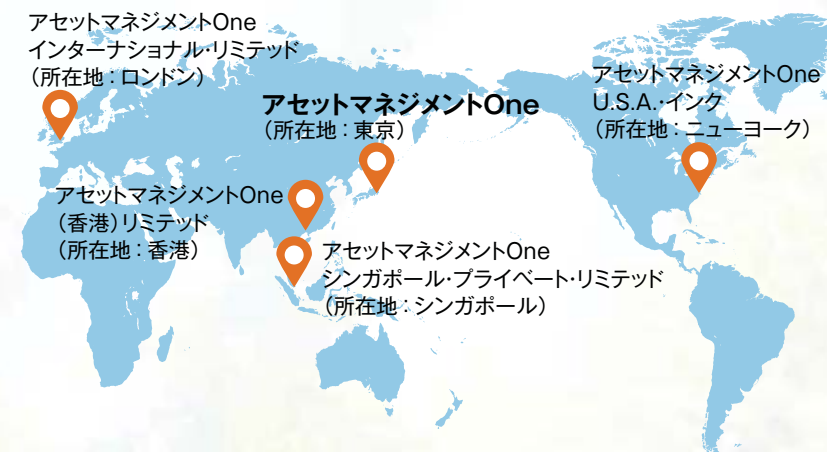 アセットマネジメントOne
インターナショナル・リミテッド
（所在地：ロンドン）
アセットマネジメントOne
（所在地：東京）
アセットマネジメントOne
U.S.A.・インク
（所在地：ニューヨーク）
アセットマネジメントOne
（香港）リミテッド
（所在地：香港）
アセットマネジメントOne
シンガポール・プライベート・リミテッド
（所在地：シンガポール）